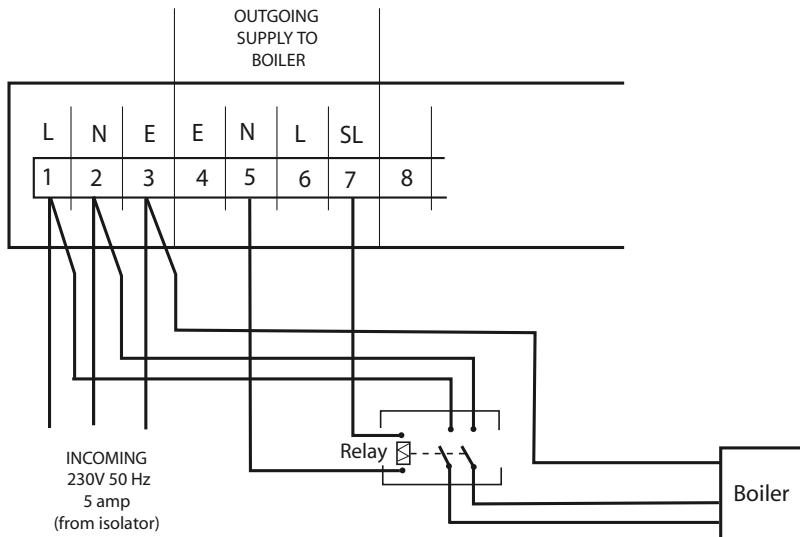 OUTGOING
SUPPLY TO
BOILER
L N E E N L SL
1 2 3 4 5 6 7 8
Relay
INCOMING
230V 50 Hz
5 amp
(from isolator)
Boiler